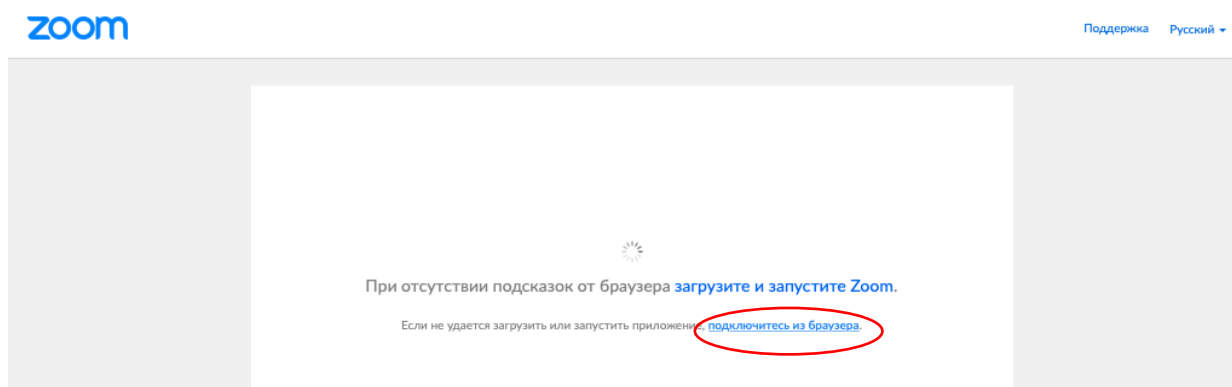 zoom
Поддержка Русский
При отсутствии подсказок от браузера загрузите и запустите Zoom.
Если не удается загрузить или запустить приложение, подключитесь из браузера.